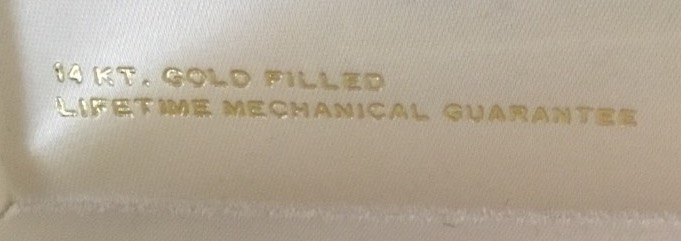 14 KT. GOLD FILLED
LIFETIME MECHANICAL GUARANTEE